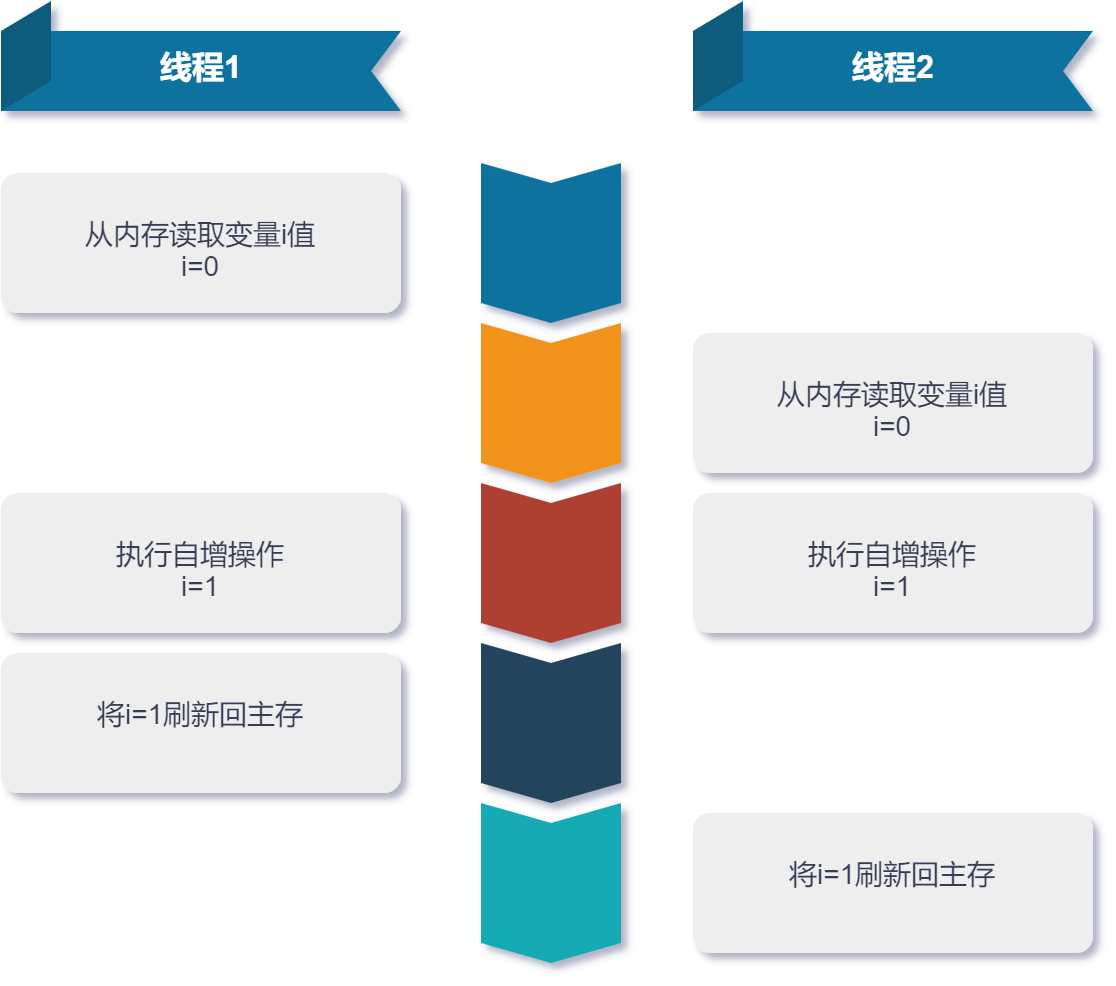 线程1
线程2
从内存读取变量i值
i=0
从内存读取变量i值
i=0
执行自增操作
i=1
执行自增操作
i=1
将i=1刷新回主存
将i=1刷新回主存